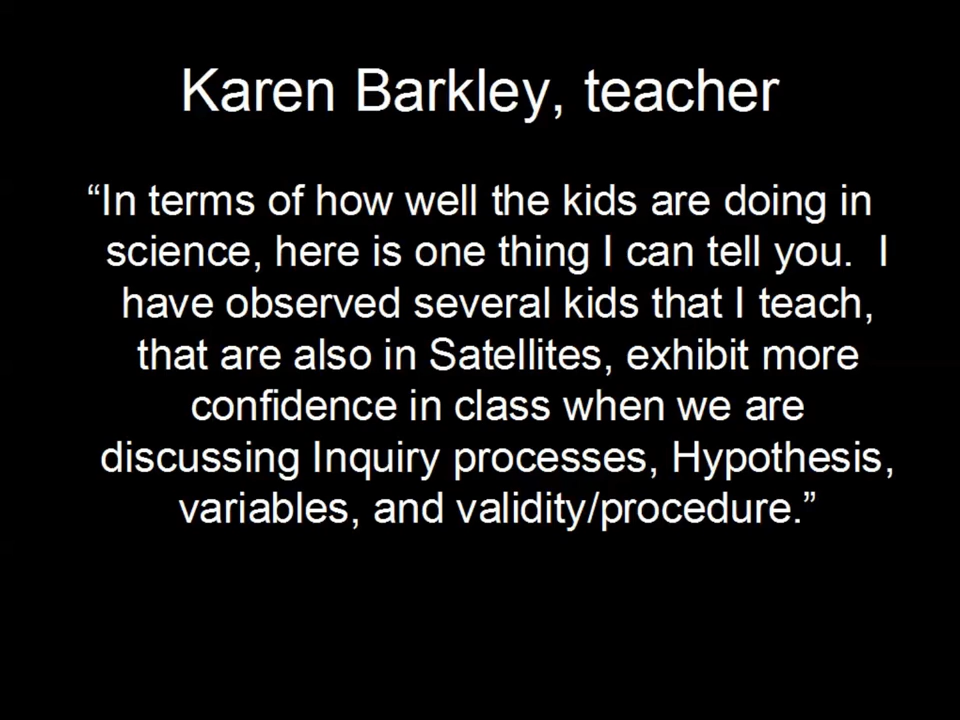 Karen Barkley, teacher
“In terms of how well the kids are doing in
science, here is one thing I can tell you.  I
have observed several kids that I teach,
that are also in Satellites, exhibit more
confidence in class when we are
discussing Inquiry processes, Hypothesis,
variables, and validity/procedure.”